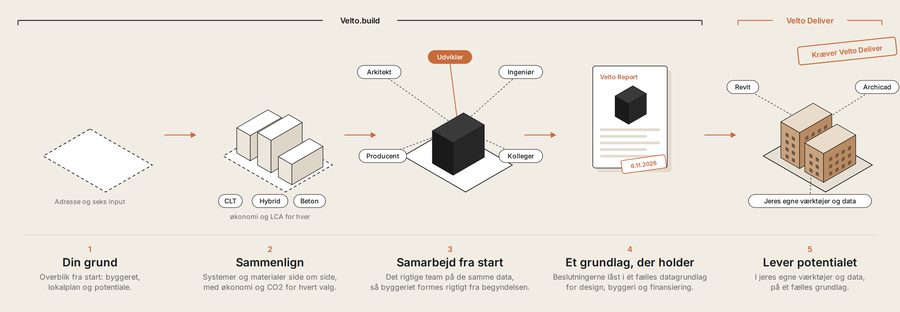 Velto.build
Velto Deliver
Kræver Velto Deliver
Udvikler
Arkitekt
Ingeniør
Producent
Kolleger
Velto Report
6.11.2026
Revit
Archicad
Jeres egne værktøjer og data
Adresse og seks input
CLT
Hybrid
Beton
økonomi og LCA for hver
1
Din grund
Overblik fra start: byggeret,
lokalplan og potentiale.
2
Sammenlign
Systemer og materialer side om side,
med økonomi og CO2 for hvert valg.
3
Samarbejd fra start
Det rigtige team på de samme data,
så byggeriet formes rigtigt fra begyndelsen.
4
Et grundlag, der holder
Beslutningerne låst i ét fælles datagrundlag
for design, byggeri og finansiering.
5
Lever potentialet
I jeres egne værktøjer og data,
på et fælles grundlag.